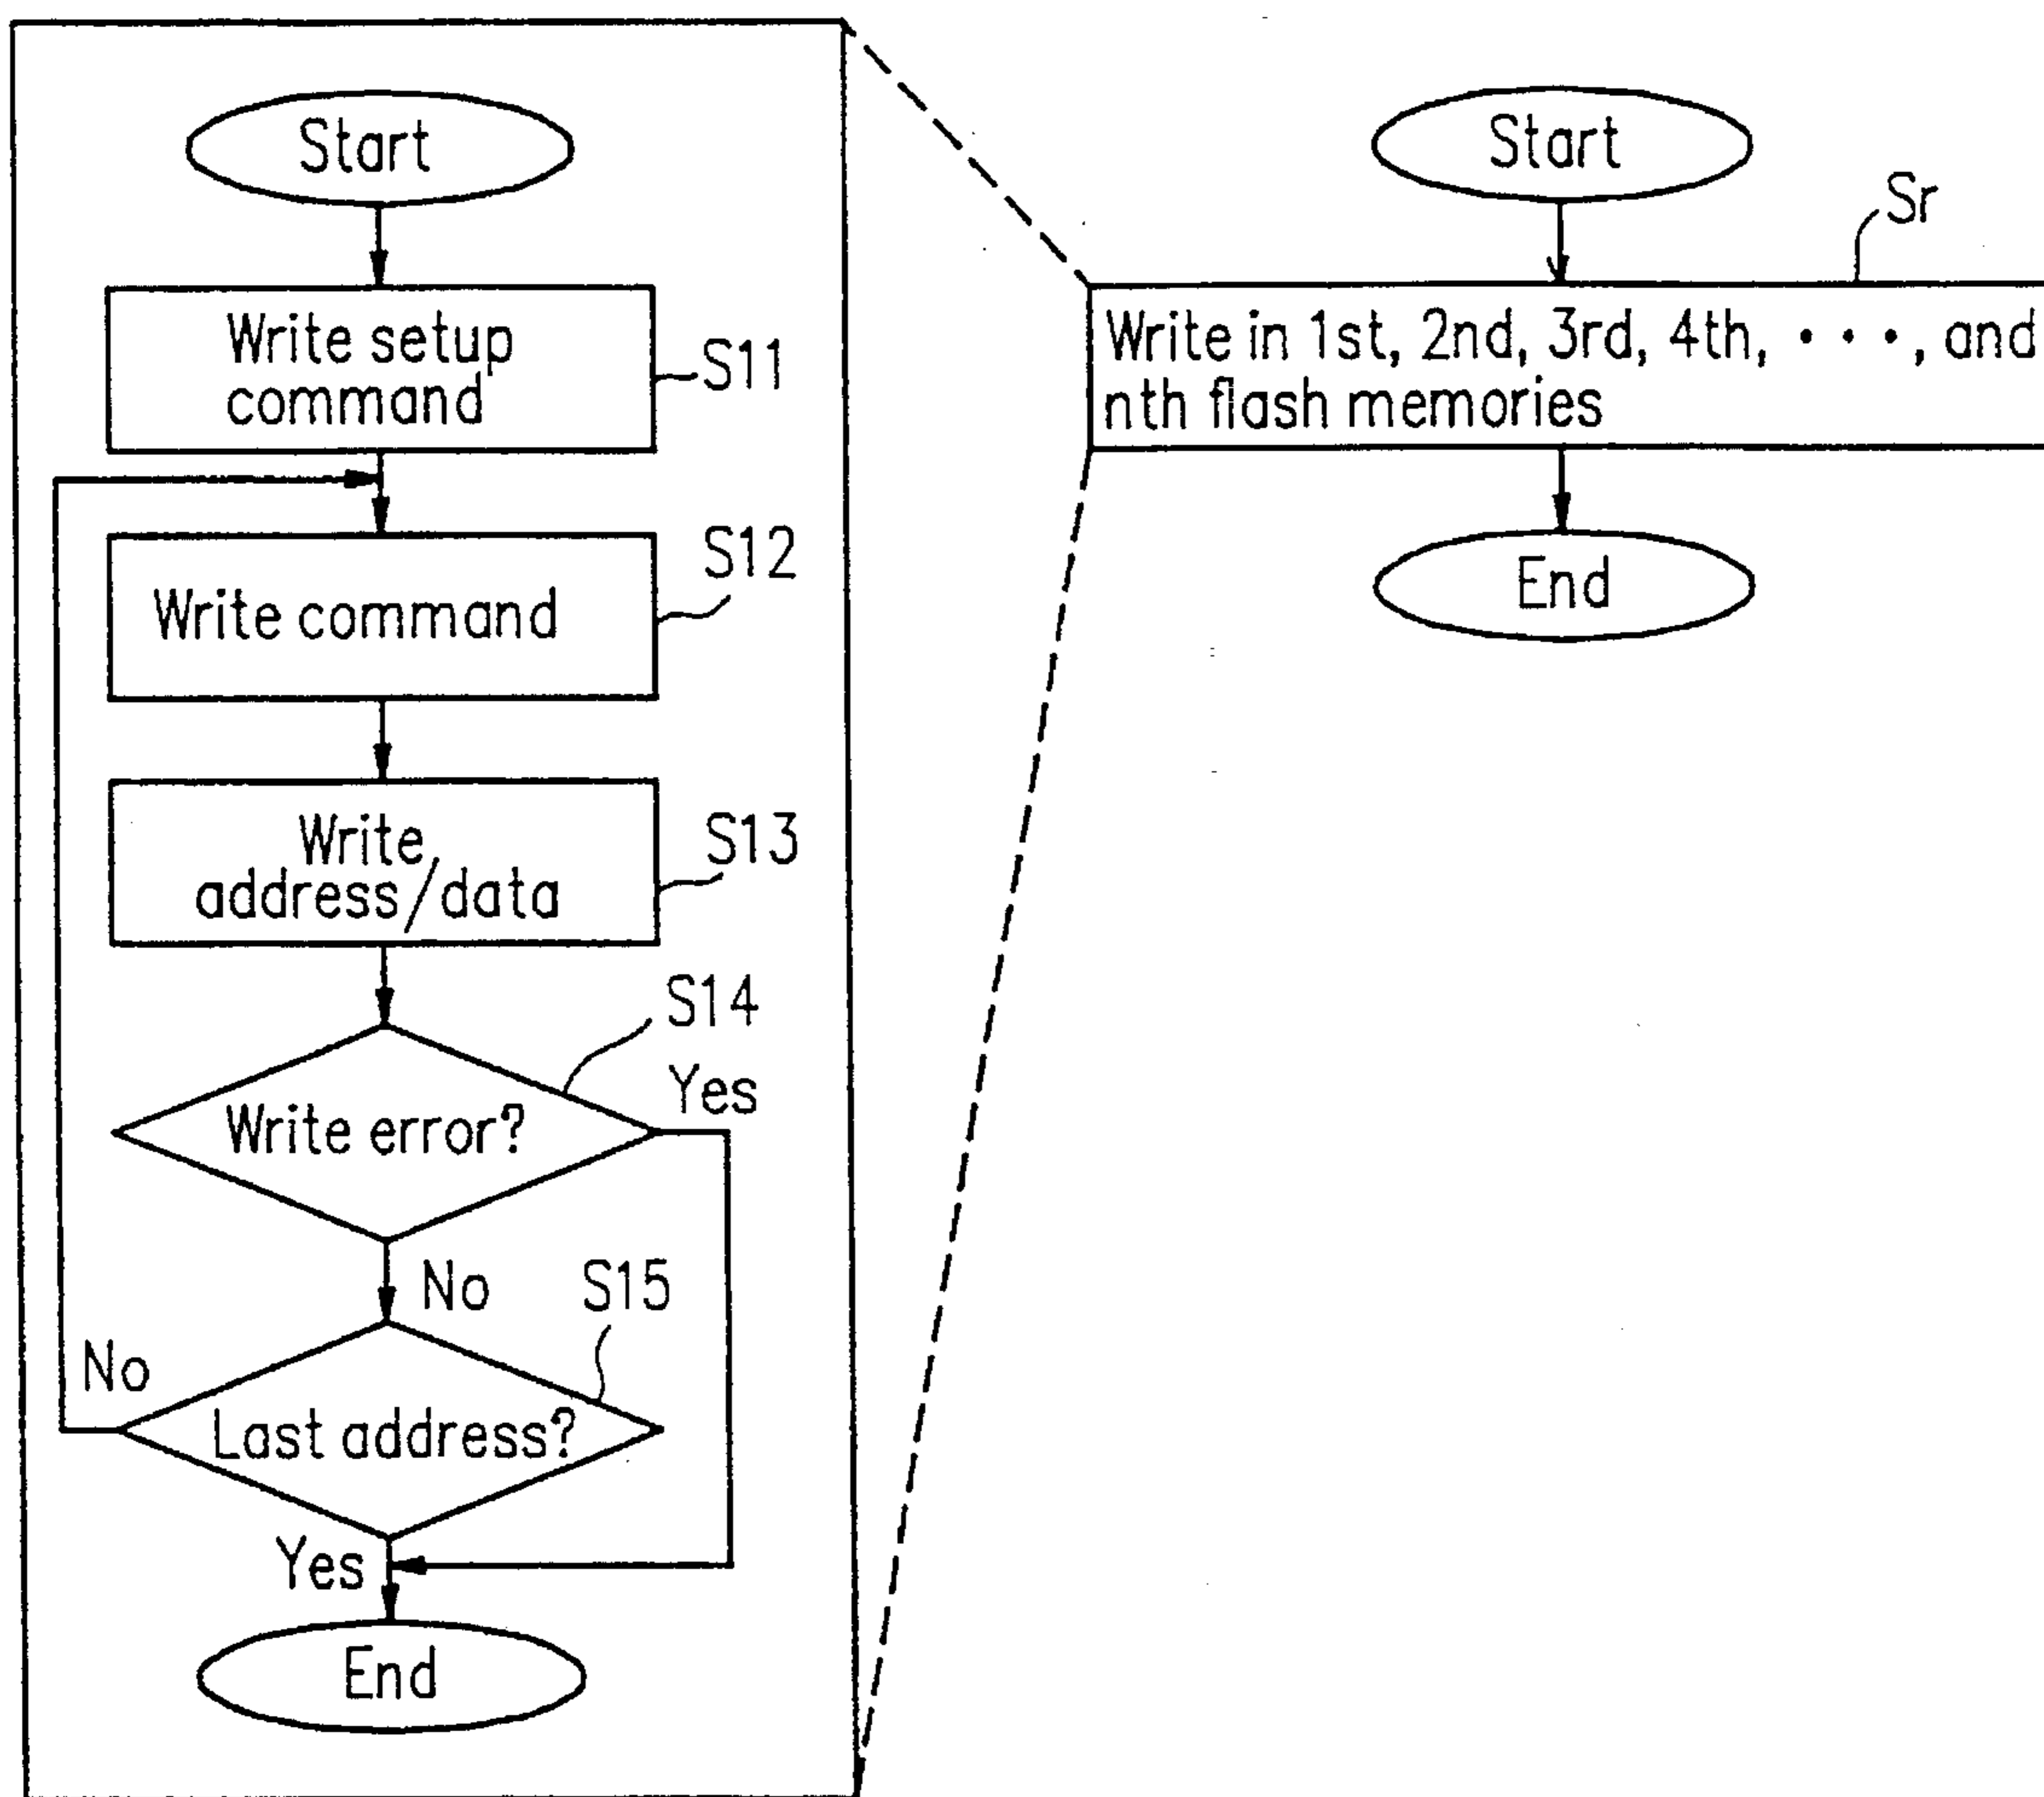 Start
Write setup
command
S11
Write command
S12
Write
address/data
S13
S14
Write error?
Yes
No
S15
Last address?
No
Yes
End
Start
Sr
Write in 1st, 2nd, 3rd, 4th, • • •, and
nth flash memories
End